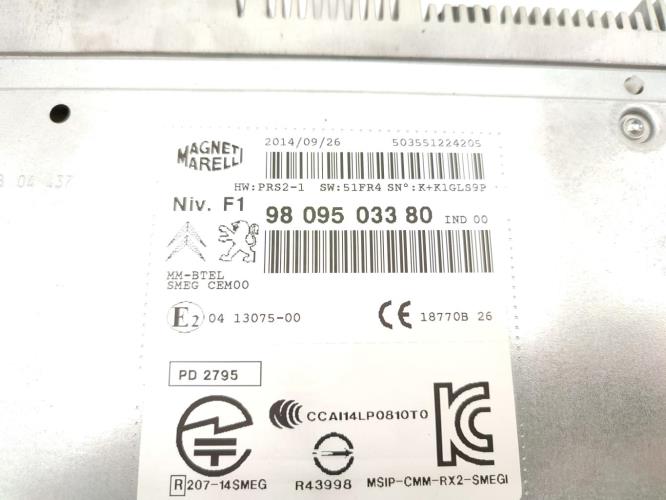 MAGNETI
MARELLI
2014/09/26
503551224205
HW:PRS2-1 SW:51FR4 SN°:K+K1GLS9P
Niv. F1
98 095 033 80 IND 00
MM-BTEL
SMEG CEM00
E2 04 13075-00
CE 18770B 26
PD 2795
CCAI14LP0810T0
R 207-14SMEG
R43998
MSIP-CMM-RX2-SMEGI